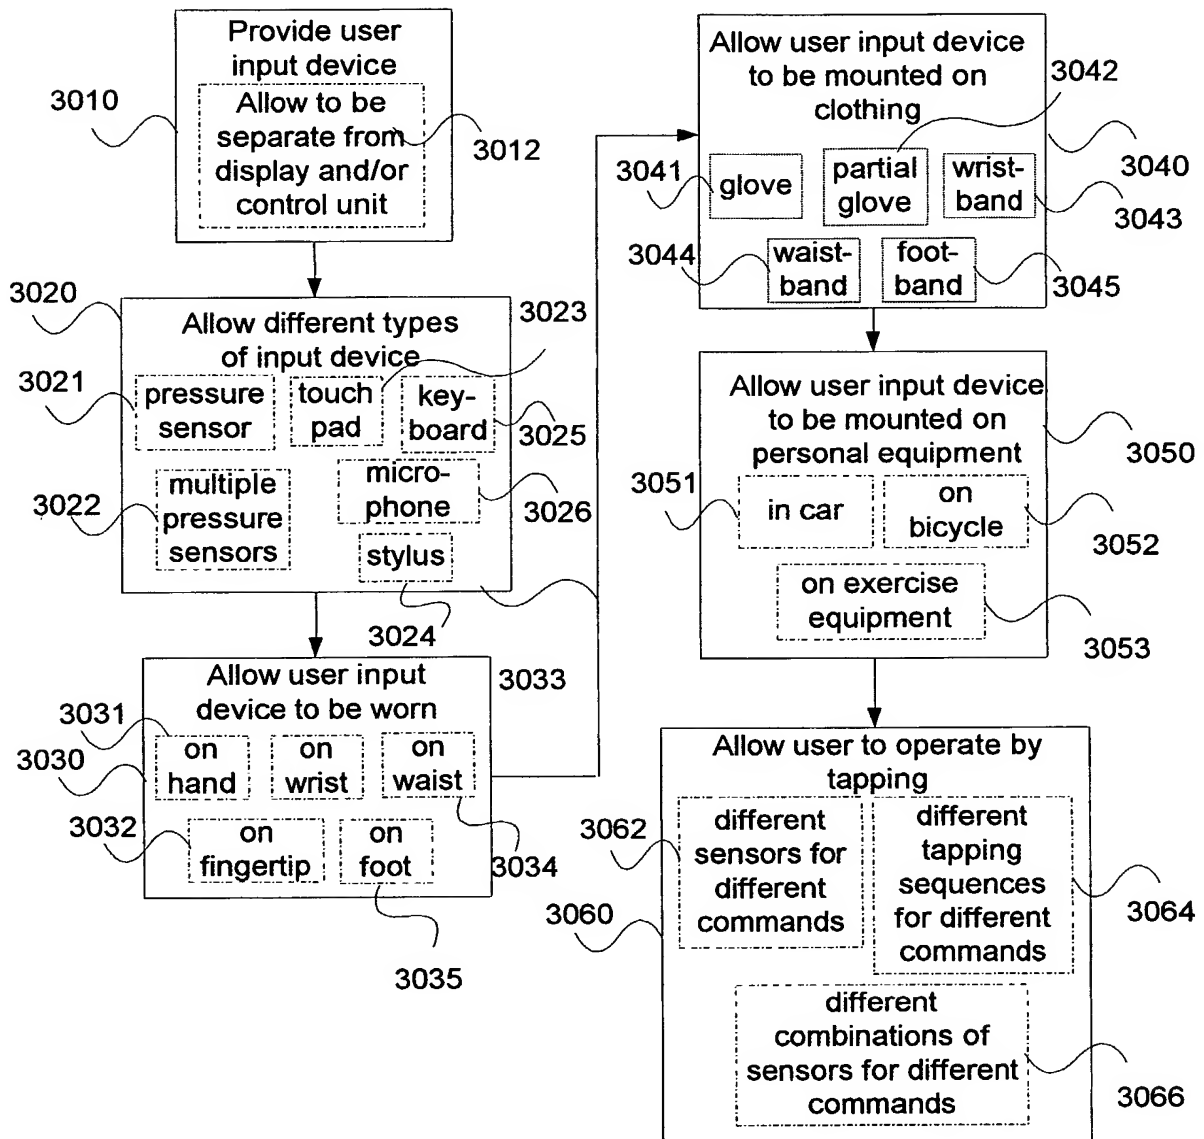 Provide user
input device
Allow to be
separate from
display and/or
control unit
3010
3012
3020
Allow different types
of input device
3023
3021
pressure
sensor
touch
pad
key-
board
3025
3022
multiple
pressure
sensors
micro-
phone
3026
stylus
3024
Allow user input
device to be worn
3033
3031
3030
on
hand
on
wrist
on
waist
3032
on
fingertip
on
foot
3034
3035
Allow user input device
to be mounted on
clothing
3042
3040
3041
glove
partial
glove
wrist-
band
3043
3044
waist-
band
foot-
band
3045
Allow user input device
to be mounted on
personal equipment
3050
3051
in car
on
bicycle
3052
on exercise
equipment
3053
Allow user to operate by
tapping
3062
different
sensors for
different
commands
different
tapping
sequences
for different
commands
3064
3060
different
combinations of
sensors for different
commands
3066